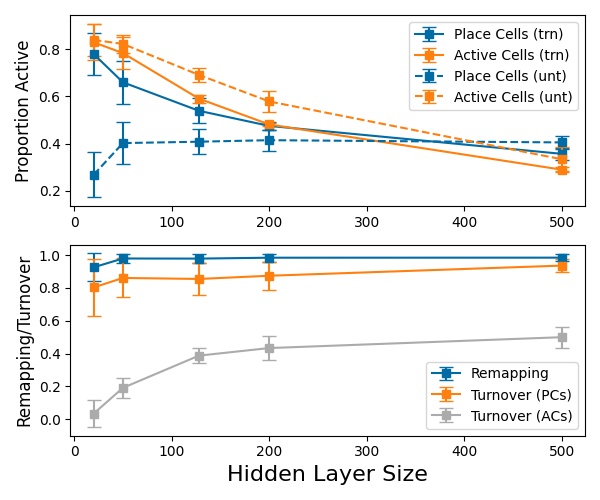 Proportion Active
0.8
0.6
0.4
0.2
Place Cells (trn)
Active Cells (trn)
Place Cells (unt)
Active Cells (unt)
0 100 200 300 400 500
Remapping/Turnover
1.0
0.8
0.6
0.4
0.2
0.0
Remapping
Turnover (PCs)
Turnover (ACs)
0 100 200 300 400 500
Hidden Layer Size